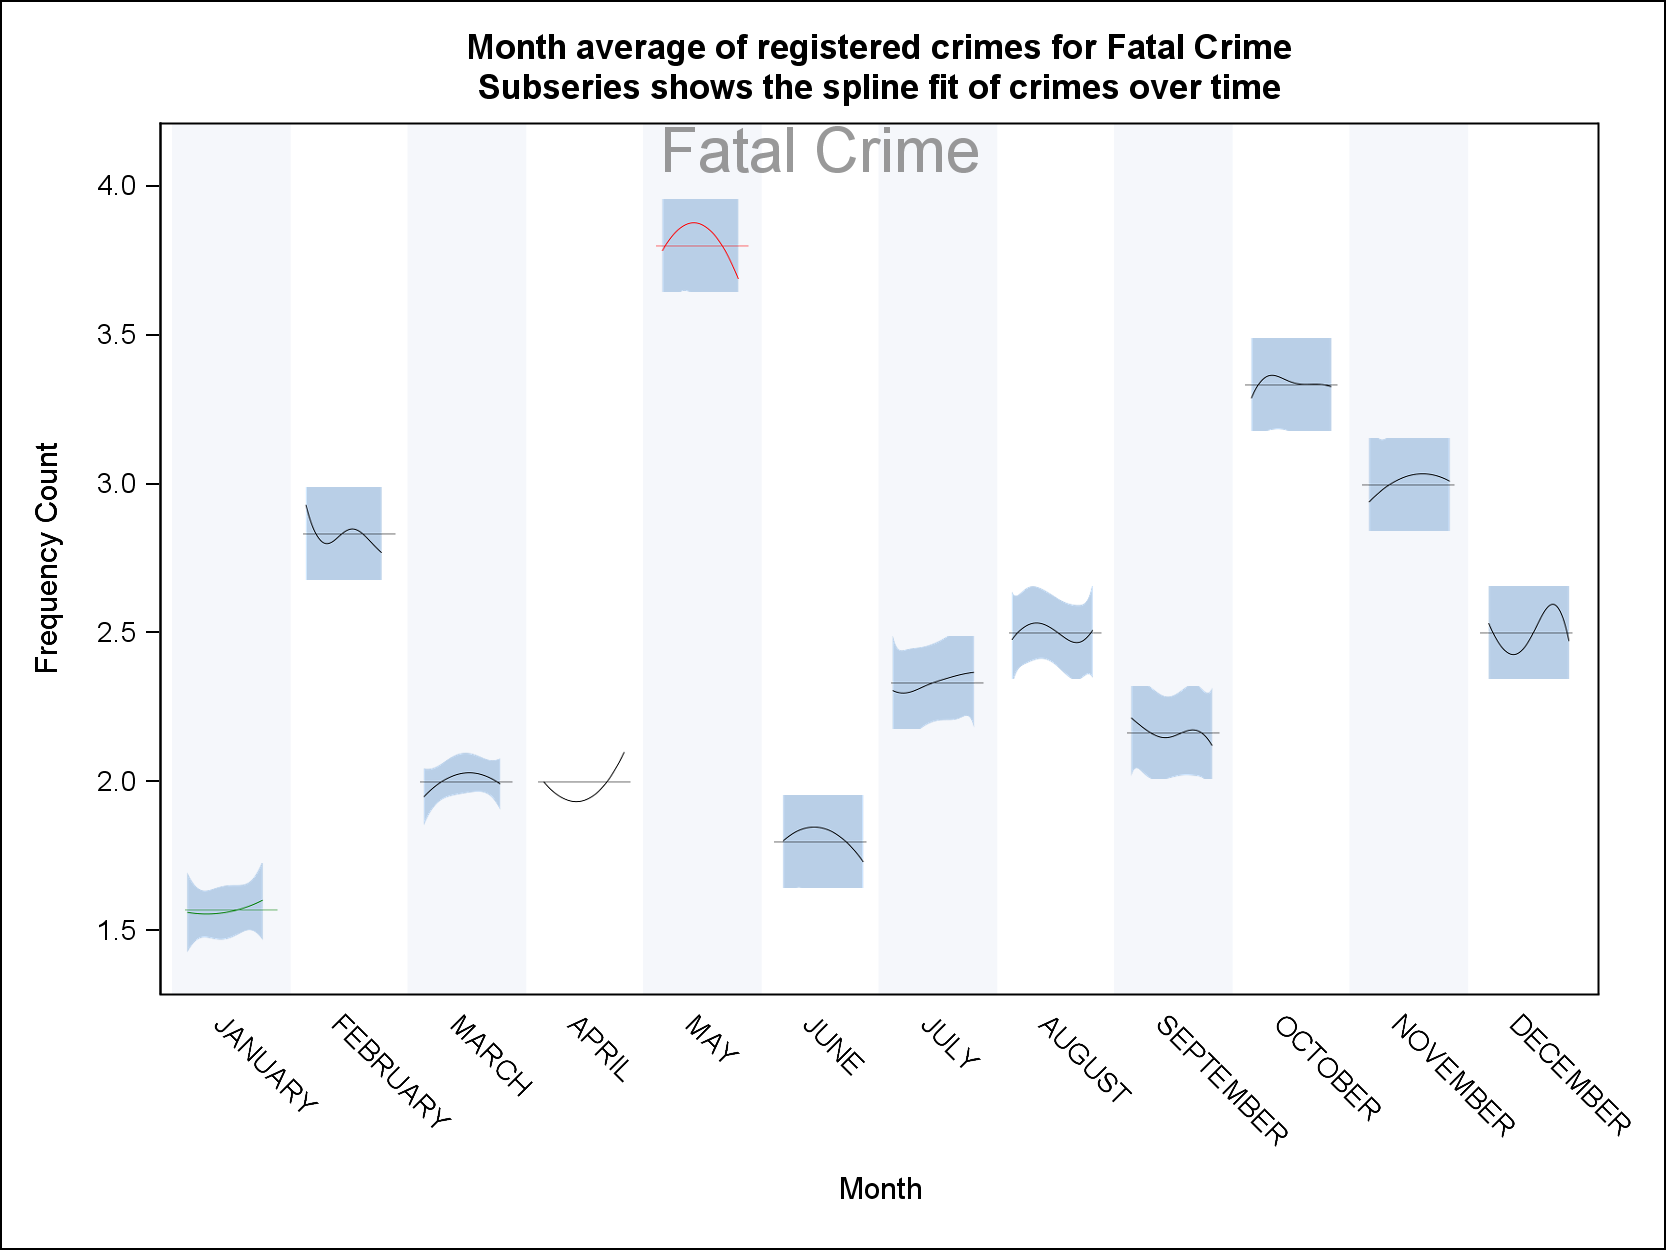 Month average of registered crimes for Fatal Crime
Subseries shows the spline fit of crimes over time
Fatal Crime
4.0
3.5
3.0
2.5
2.0
1.5
Frequency Count
JANUARY
FEBRUARY
MARCH
APRIL
MAY
JUNE
JULY
AUGUST
SEPTEMBER
OCTOBER
NOVEMBER
DECEMBER
Month